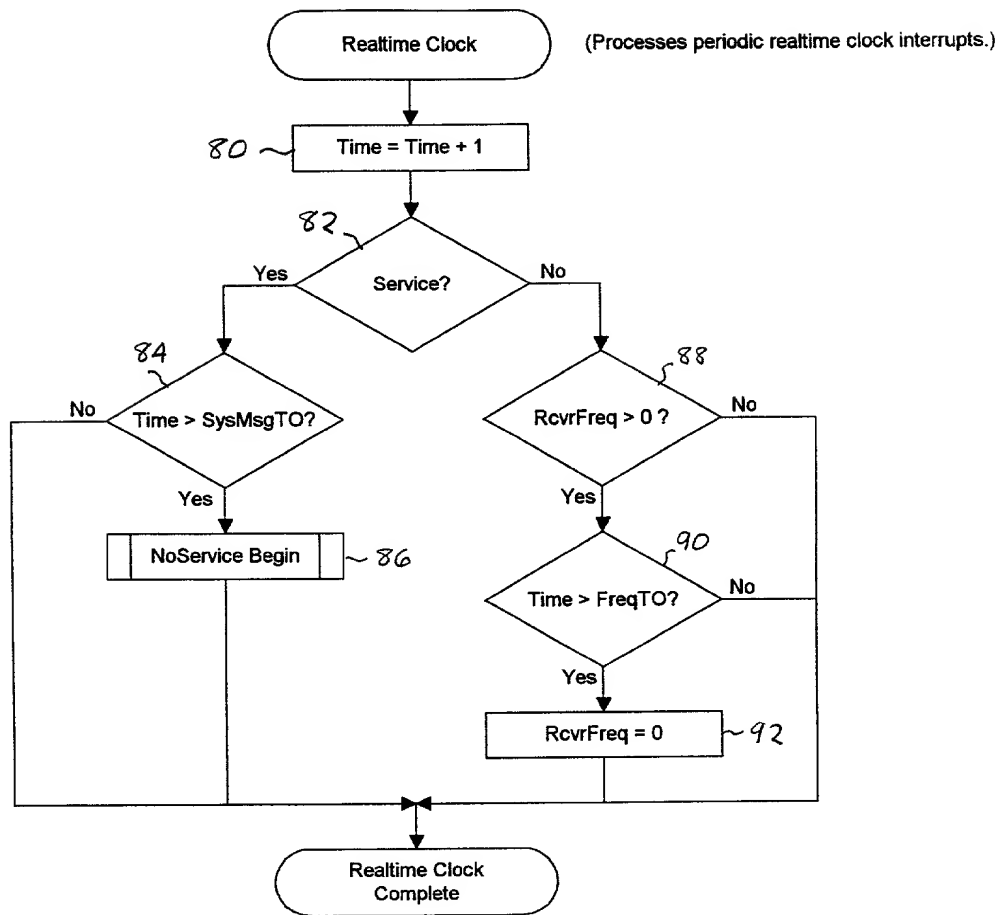 Realtime Clock
(Processes periodic realtime clock interrupts.)
80
Time = Time + 1
82
Yes
Service?
No
84
88
No
Time > SysMsgTO?
RcvrFreq > 0 ?
No
Yes
Yes
90
NoService Begin
86
Time > FreqTO?
No
Yes
RcvrFreq = 0
92
Realtime Clock
Complete